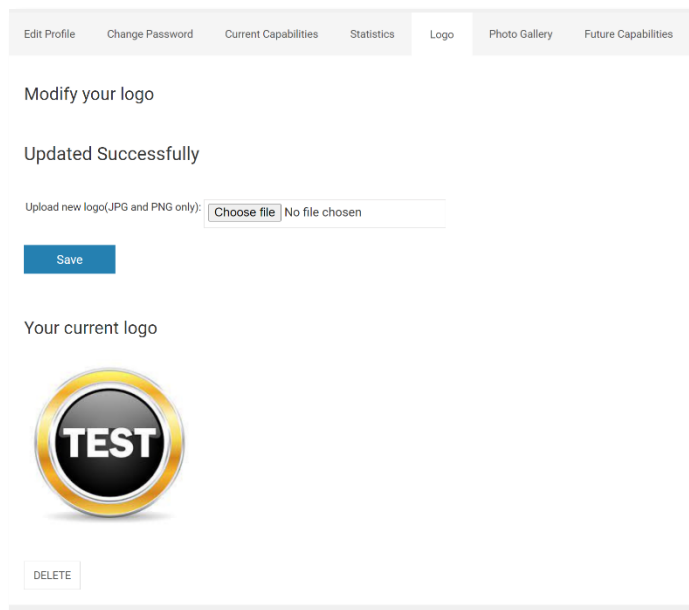 Edit Profile Change Password Current Capabilities Statistics Logo Photo Gallery Future Capabilities
Modify your logo
Updated Successfully
Upload new logo(JPG and PNG only): Choose file No file chosen
Save
Your current logo
TEST
DELETE